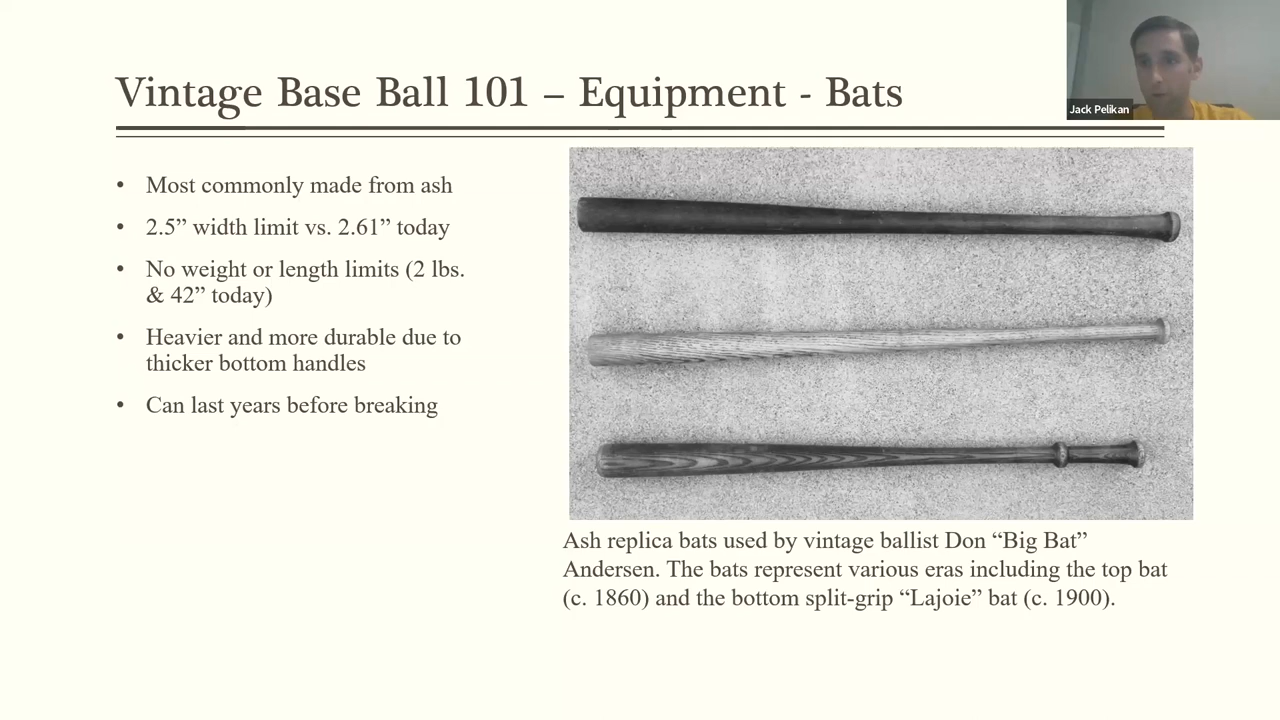 Vintage Base Ball 101 – Equipment - Bats
Jack Pelikan
• Most commonly made from ash
• 2.5” width limit vs. 2.61” today
• No weight or length limits (2 lbs.
& 42” today)
• Heavier and more durable due to
thicker bottom handles
• Can last years before breaking
Ash replica bats used by vintage ballist Don “Big Bat”
Andersen. The bats represent various eras including the top bat
(c. 1860) and the bottom split-grip “Lajoie” bat (c. 1900).